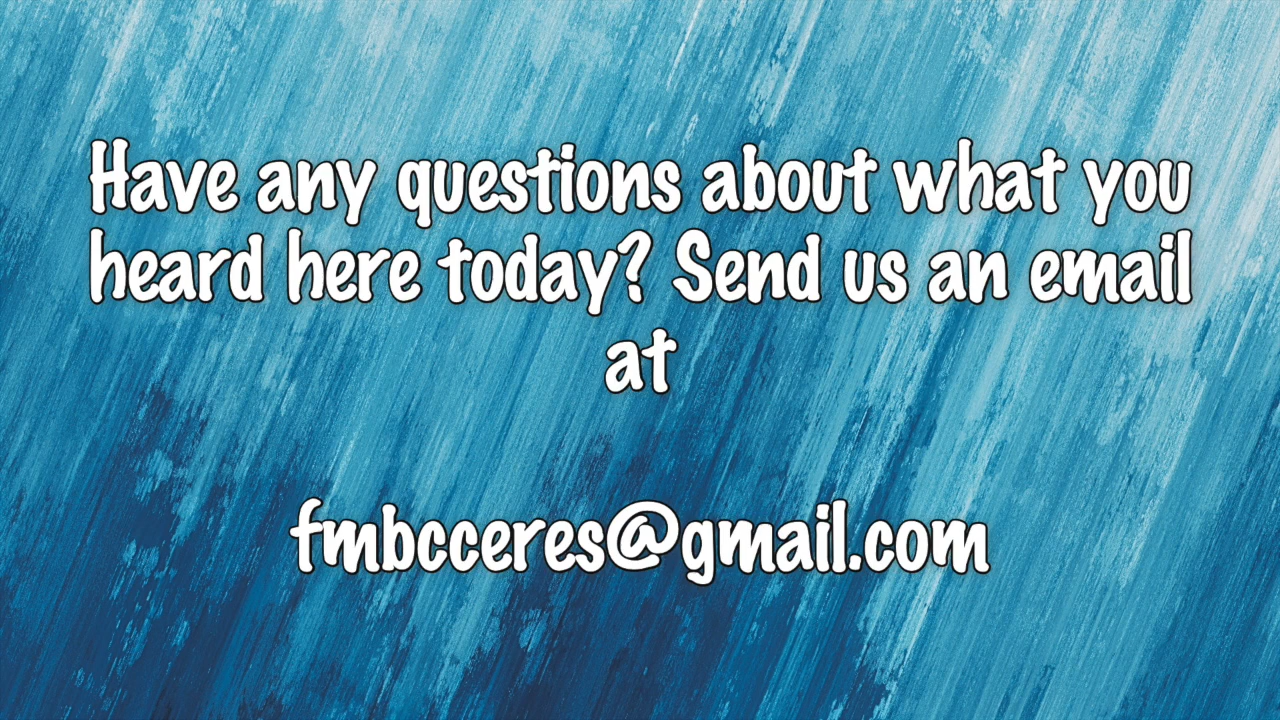 Have any questions about what you
heard here today? Send us an email
at
fmbcceres@gmail.com